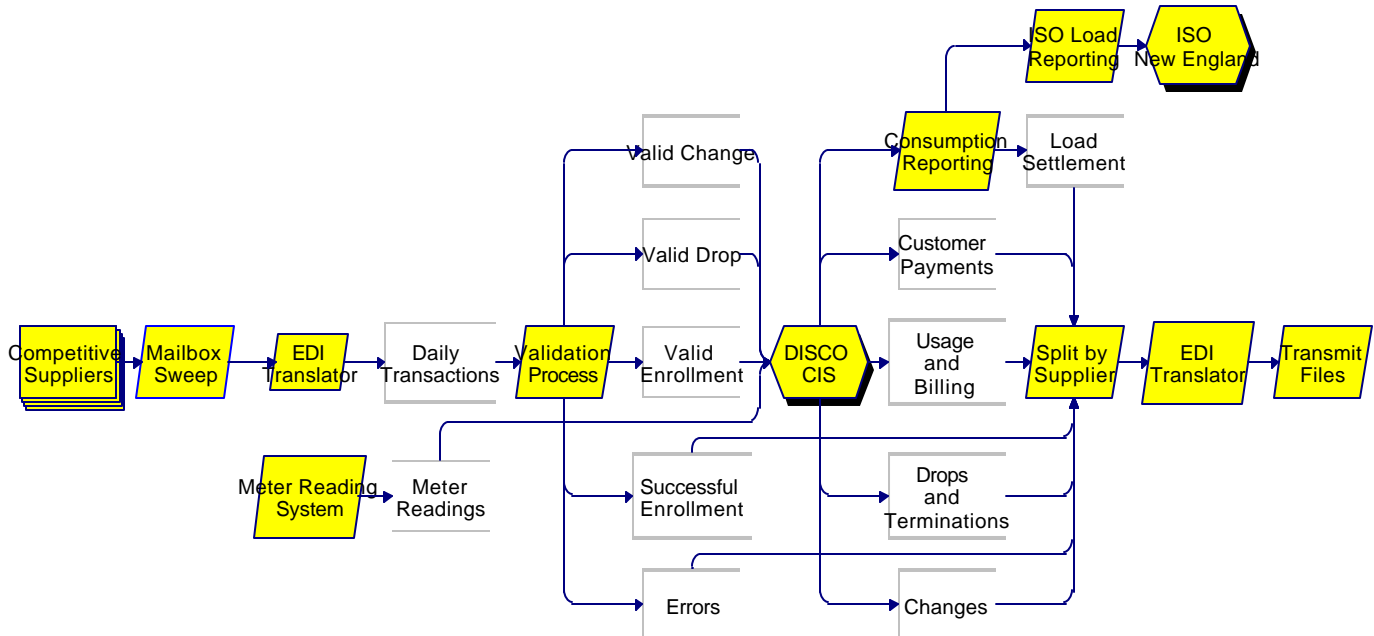 ISO Load
Reporting
ISO
New England
Consumption
Reporting
Load
Settlement
Valid Change
Valid Drop
Customer
Payments
Competitive
Suppliers
Mailbox
Sweep
EDI
Translator
Daily
Transactions
Validation
Process
Valid
Enrollment
DISCO
CIS
Usage
and
Billing
Split by
Supplier
EDI
Translator
Transmit
Files
Meter Reading
System
Meter
Readings
Successful
Enrollment
Drops
and
Terminations
Errors
Changes